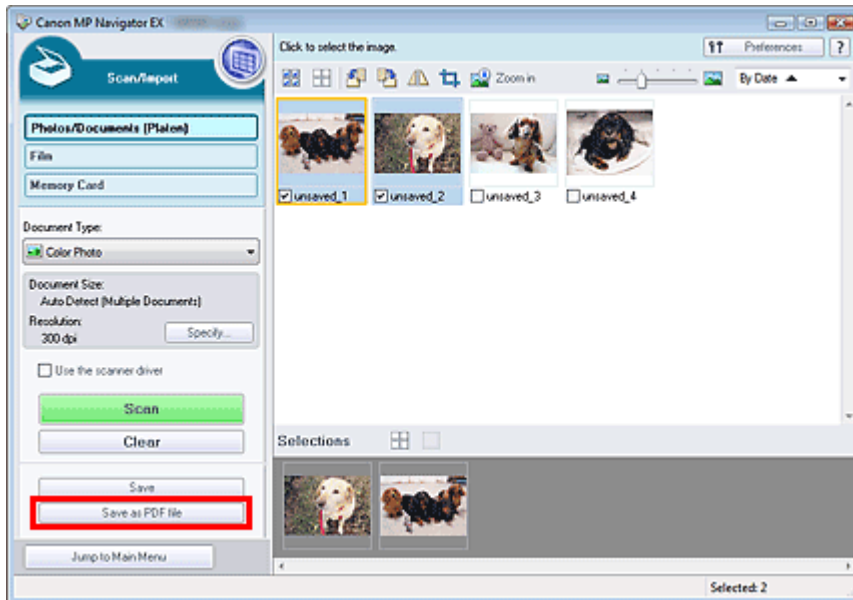 Canon MP Navigator EX
Scan/Import
Photos/Documents (Platen)
Film
Memory Card
Document Type:
Color Photo
Document Size:
Auto Detect (Multiple Documents)
Resolution:
300 dpi
Specify...
Use the scanner driver
Scan
Clear
Save
Save as PDF file
Jump to Main Menu
Click to select the image.
Preferences
?
Zoom in
By Date
unsaved_1
unsaved_2
unsaved_3
unsaved_4
Selections
Selected: 2